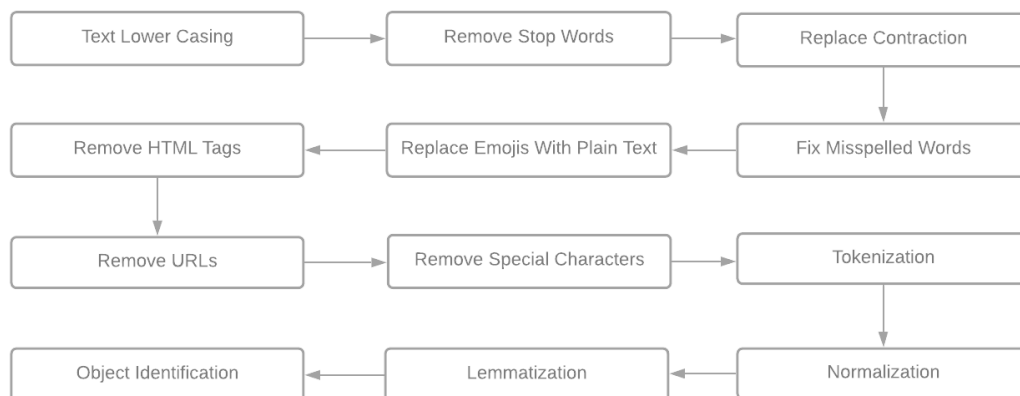 Text Lower Casing
Remove Stop Words
Replace Contraction
Fix Misspelled Words
Replace Emojis With Plain Text
Remove HTML Tags
Remove URLs
Remove Special Characters
Tokenization
Normalization
Lemmatization
Object Identification